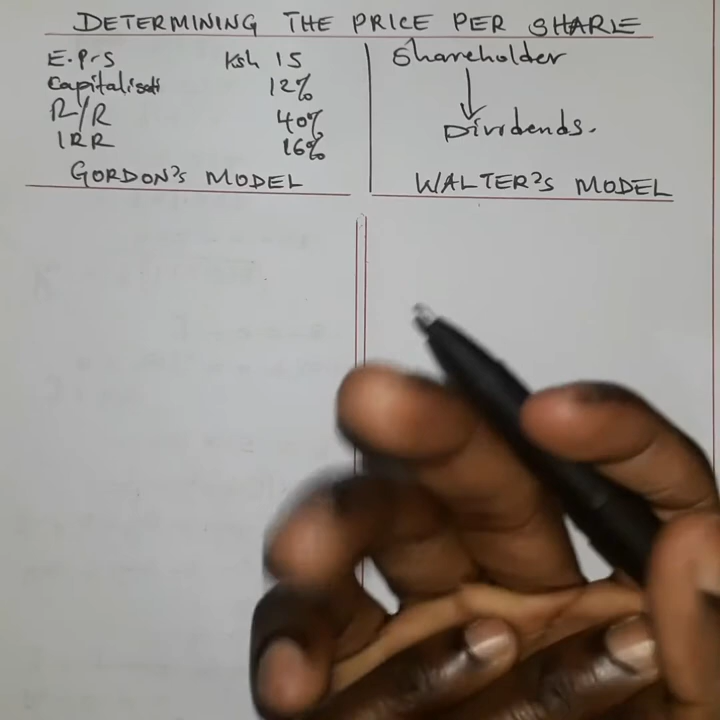 DETERMINING THE PRICE PER SHARE
E.P.S Ksh 15
Capitalisati 12%
R/R 40%
IRR 16%
GORDON'S MODEL
Shareholder
Dividends.
WALTER'S MODEL